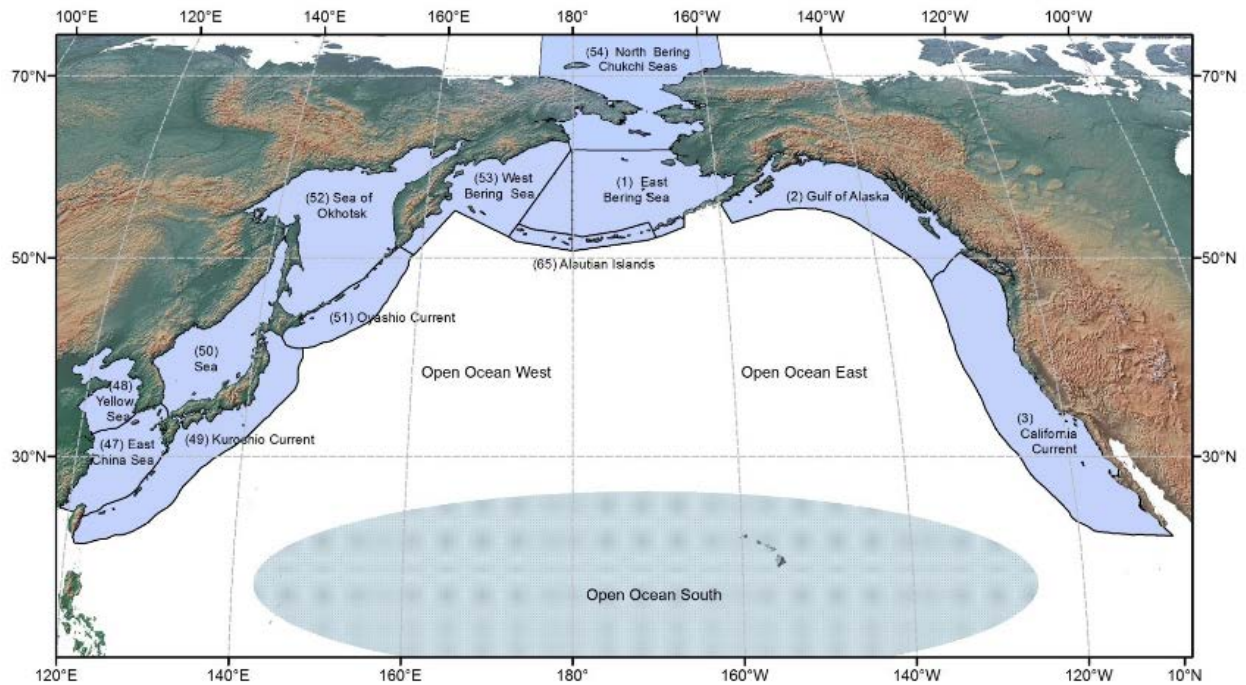 100°E 120°E 140°E 160°E 180° 160°W 140°W 120°W 100°W
(54) North Bering
Chukchi Seas
70°N 70°N
(53) West
Bering Sea
(1) East
Bering Sea
(52) Sea of
Okhotsk
(2) Gulf of Alaska
50°N 50°N
(65) Aleutian Islands
(51) Oyashio Current
(50)
Sea
Open Ocean West Open Ocean East
(48)
Yellow
Sea
(47) East
China Sea
(49) Kuroshio Current
(3)
California
Current
30°N 30°N
Open Ocean South
120°E 140°E 160°E 180° 160°W 140°W 120°W 10°N